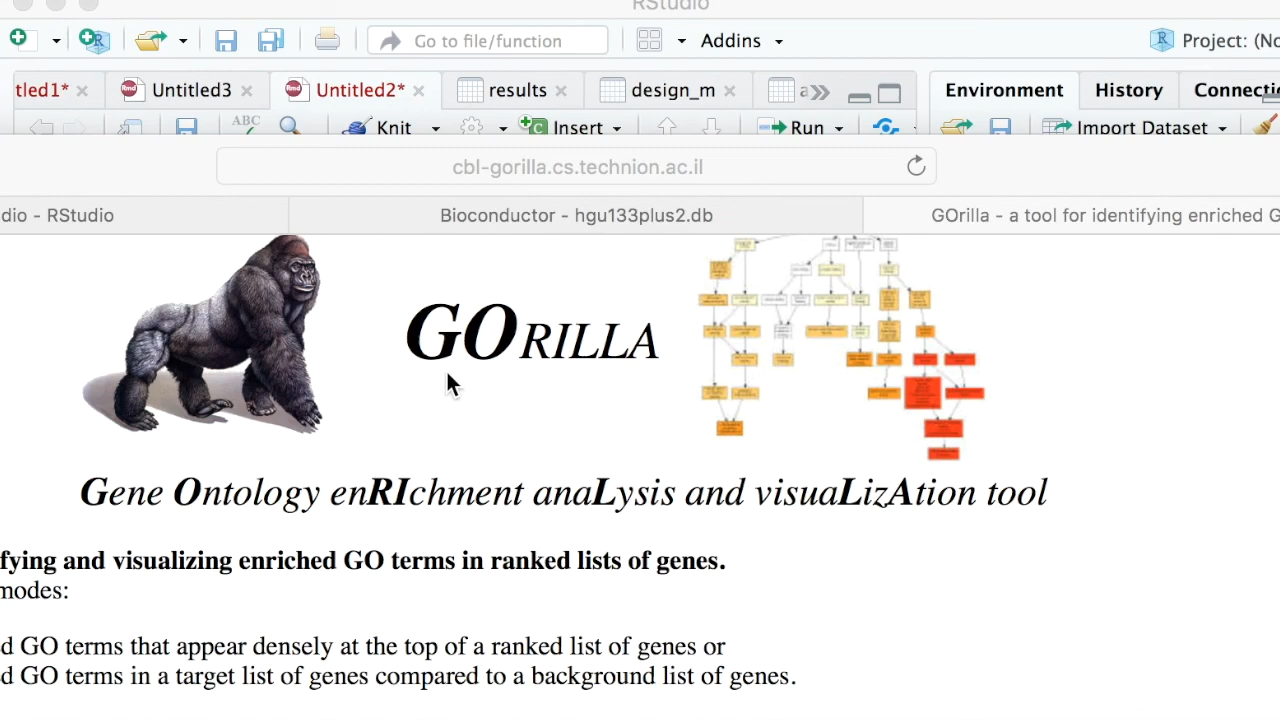 RStudio
Go to file/function
Addins
Project: (No
tled1*
Untitled3
Untitled2*
results
design_m
a
Environment
History
Connecti
ABC
Knit
Insert
Run
Import Dataset
cbl-gorilla.cs.technion.ac.il
dio - RStudio
Bioconductor - hgu133plus2.db
GOrilla - a tool for identifying enriched G
GORILLA
Gene Ontology enRIchment anaLysis and visuaLizAtion tool
fying and visualizing enriched GO terms in ranked lists of genes.
modes:
d GO terms that appear densely at the top of a ranked list of genes or
d GO terms in a target list of genes compared to a background list of genes.